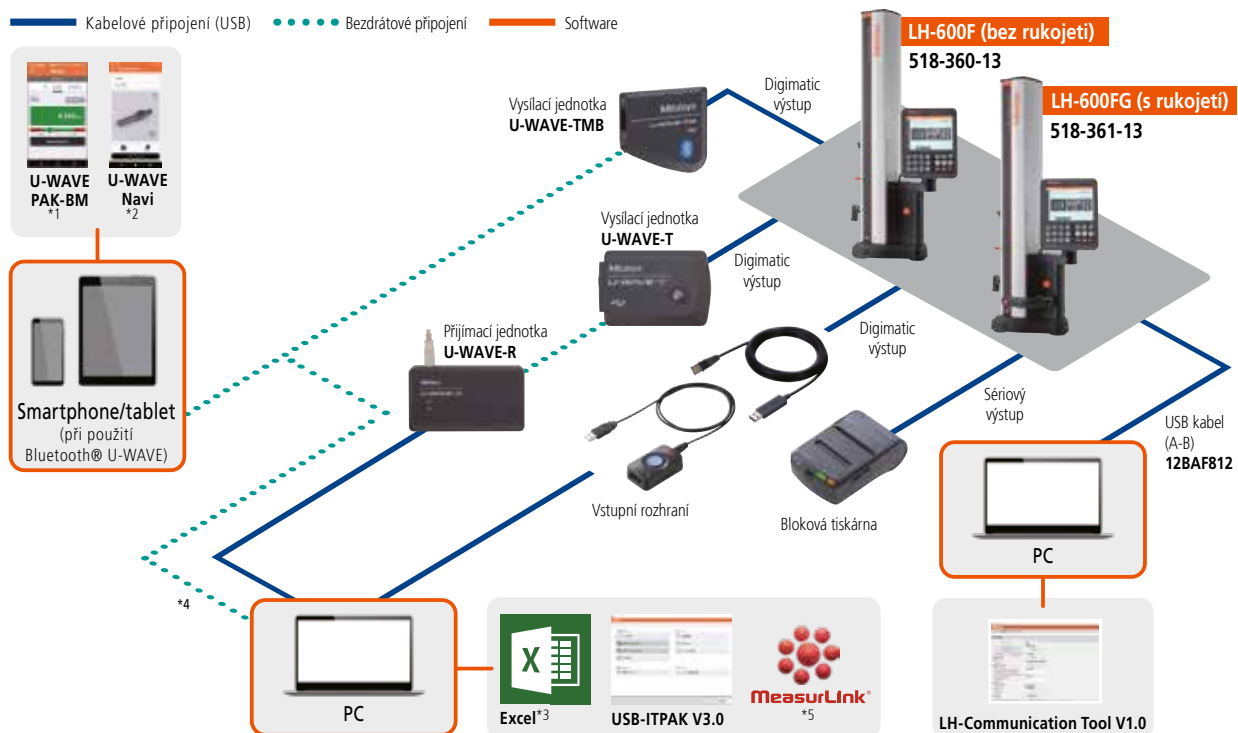 Kabelové připojení (USB)
Bezdrátové připojení
Software
U-WAVE
PAK-BM
*1
U-WAVE
Navi
*2
Smartphone/tablet
(při použití
Bluetooth® U-WAVE)
Vysílací jednotka
U-WAVE-TMB
Mitutoyo
Digimatic
výstup
LH-600F (bez rukojeti)
518-360-13
LH-600FG (s rukojetí)
518-361-13
Vysílací jednotka
U-WAVE-T
Mitutoyo
Digimatic
výstup
Přijímací jednotka
U-WAVE-R
Digimatic
výstup
Vstupní rozhraní
Sériový
výstup
Bloková tiskárna
USB kabel
(A-B)
12BAF812
PC
LH-Communication Tool V1.0
*4
PC
X
Excel*3
USB-ITPAK V3.0
MeasurLink®
*5